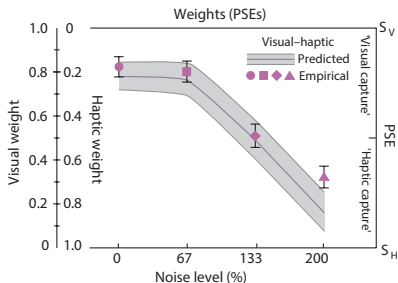 Weights (PSEs)
Visual weight
1.0
0.8
0.6
0.4
0.2
0
Haptic weight
0
0.2
0.4
0.6
0.8
1.0
Visual–haptic
Predicted
Empirical
S_V
'Visual capture'
PSE
'Haptic capture'
S_H
0 67 133 200
Noise level (%)